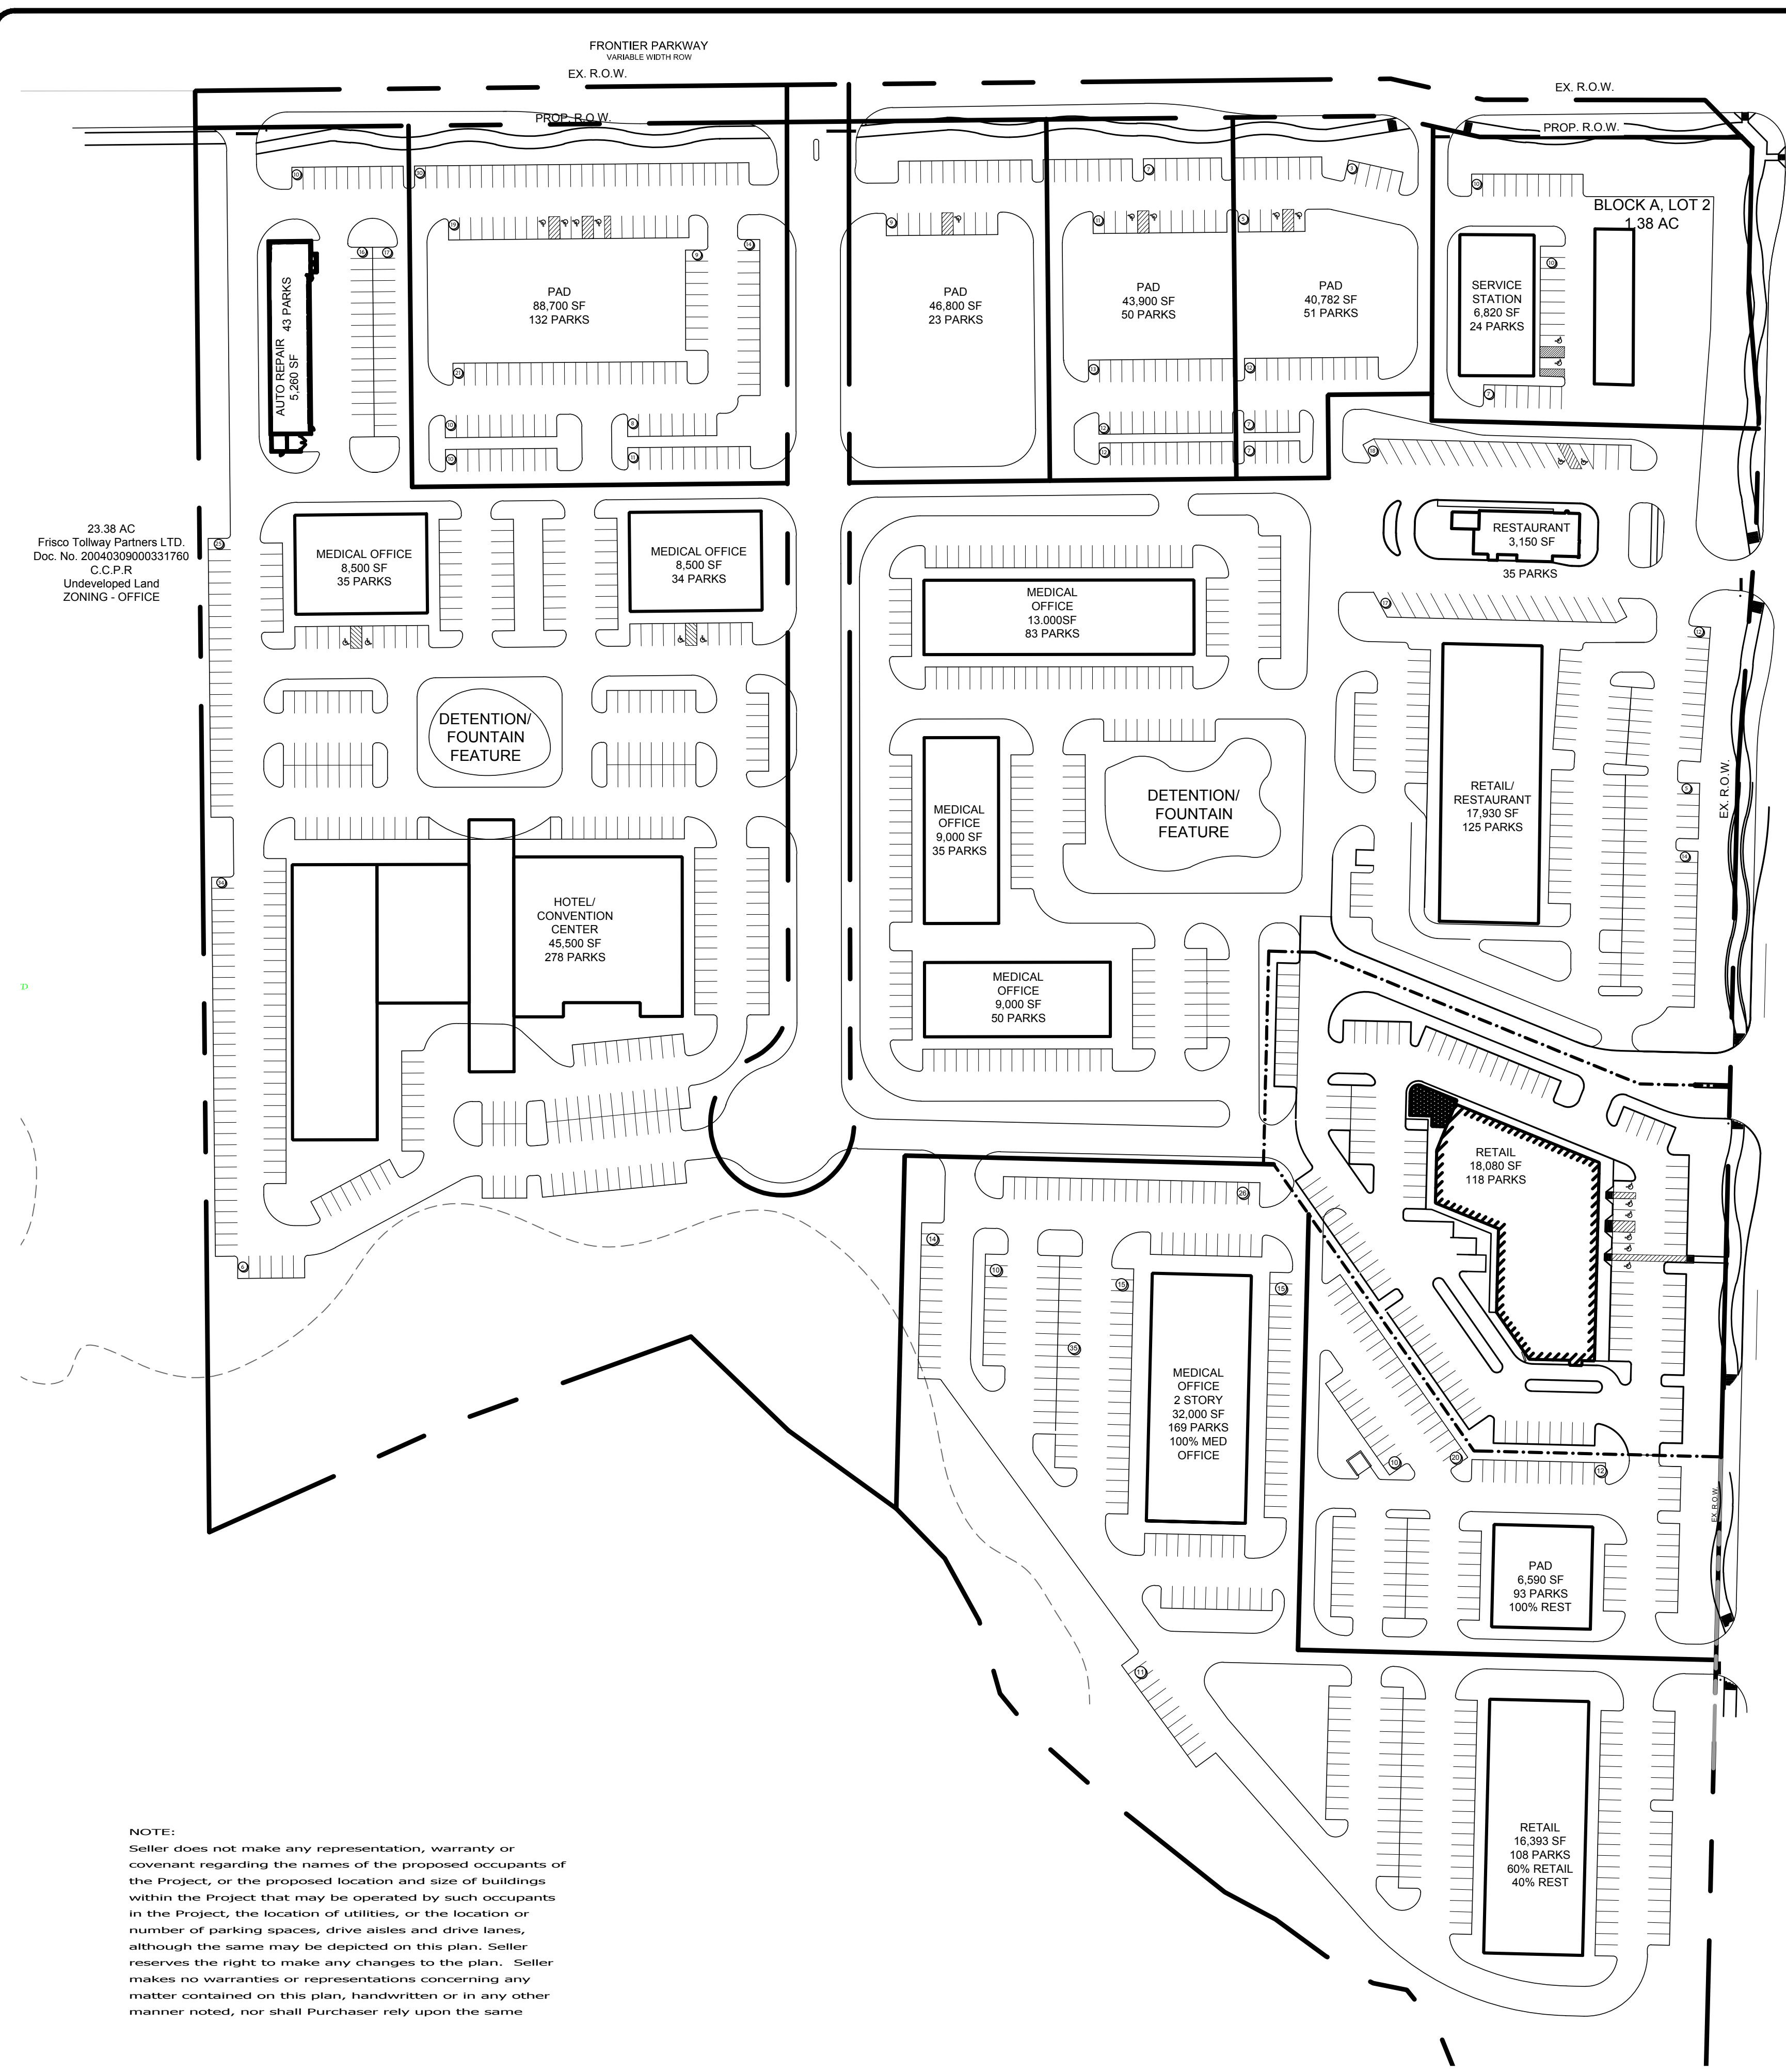 FRONTIER PARKWAY
VARIABLE WIDTH ROW
EX. R.O.W.
EX. R.O.W.
PROP. R.O.W.
PROP. R.O.W.
BLOCK A, LOT 2
1.38 AC
AUTO REPAIR 43 PARKS
5,260 SF
PAD
88,700 SF
132 PARKS
PAD
46,800 SF
23 PARKS
PAD
43,900 SF
50 PARKS
PAD
40,782 SF
51 PARKS
SERVICE
STATION
6,820 SF
24 PARKS
23.38 AC
Frisco Tollway Partners LTD.
Doc. No. 20040309000331760
C.C.P.R
Undeveloped Land
ZONING - OFFICE
MEDICAL OFFICE
8,500 SF
35 PARKS
MEDICAL OFFICE
8,500 SF
34 PARKS
MEDICAL
OFFICE
13.000SF
83 PARKS
RESTAURANT
3,150 SF
35 PARKS
DETENTION/
FOUNTAIN
FEATURE
MEDICAL
OFFICE
9,000 SF
35 PARKS
DETENTION/
FOUNTAIN
FEATURE
RETAIL/
RESTAURANT
17,930 SF
125 PARKS
EX. R.O.W.
HOTEL/
CONVENTION
CENTER
45,500 SF
278 PARKS
MEDICAL
OFFICE
9,000 SF
50 PARKS
RETAIL
18,080 SF
118 PARKS
26
14
10
15
15
35
MEDICAL
OFFICE
2 STORY
32,000 SF
169 PARKS
100% MED
OFFICE
10
20
12
EX. R.O.W.
PAD
6,590 SF
93 PARKS
100% REST
11
RETAIL
16,393 SF
108 PARKS
60% RETAIL
40% REST
NOTE:
Seller does not make any representation, warranty or
covenant regarding the names of the proposed occupants of
the Project, or the proposed location and size of buildings
within the Project that may be operated by such occupants
in the Project, the location of utilities, or the location or
number of parking spaces, drive aisles and drive lanes,
although the same may be depicted on this plan. Seller
reserves the right to make any changes to the plan. Seller
makes no warranties or representations concerning any
matter contained on this plan, handwritten or in any other
manner noted, nor shall Purchaser rely upon the same